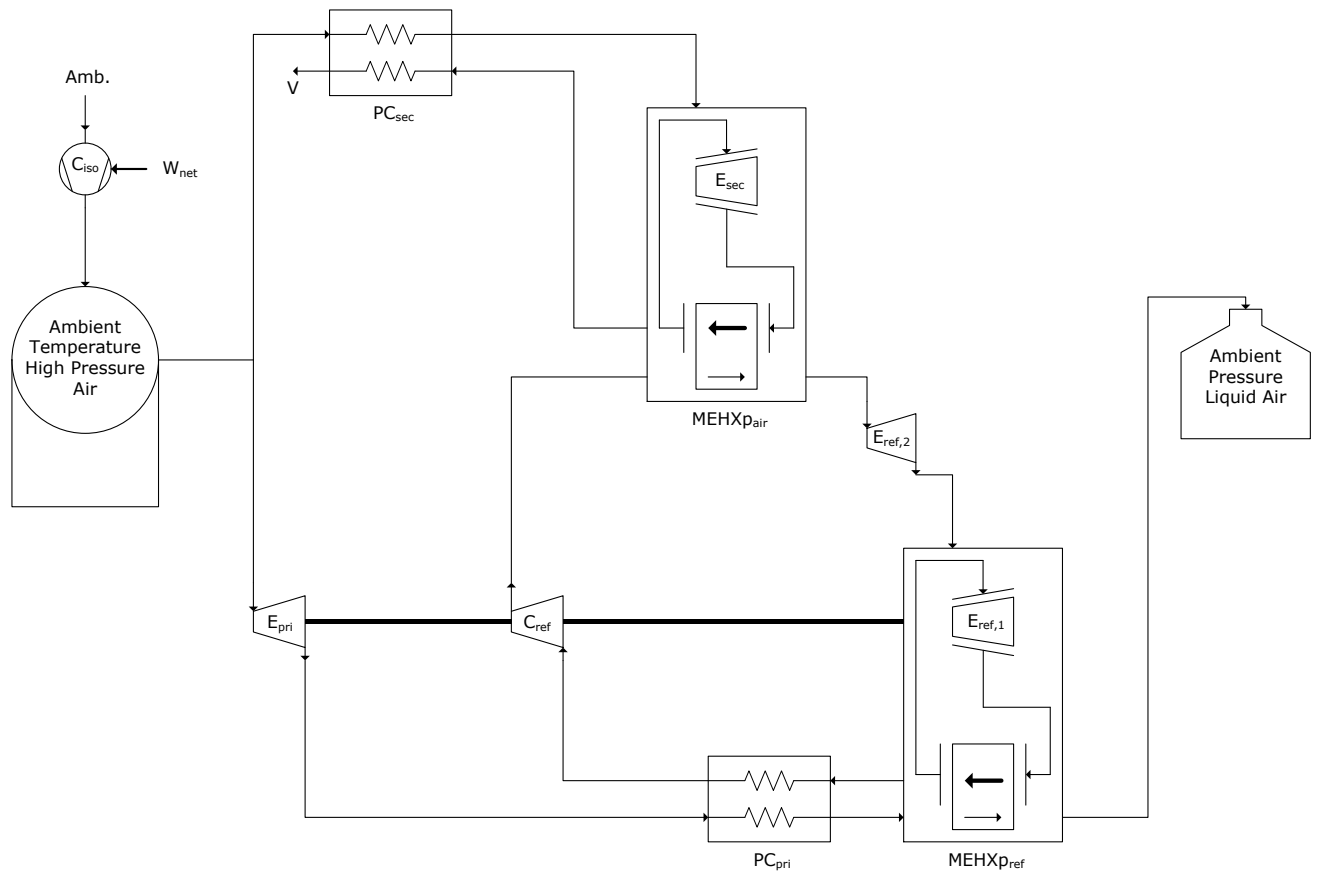 Amb.
V
PCsec
Ciso
Wnet
Esec
Ambient
Temperature
High Pressure
Air
Ambient
Pressure
Liquid Air
MEHXpair
Eref,2
Epri
Cref
Eref,1
PCpri
MEHXpref